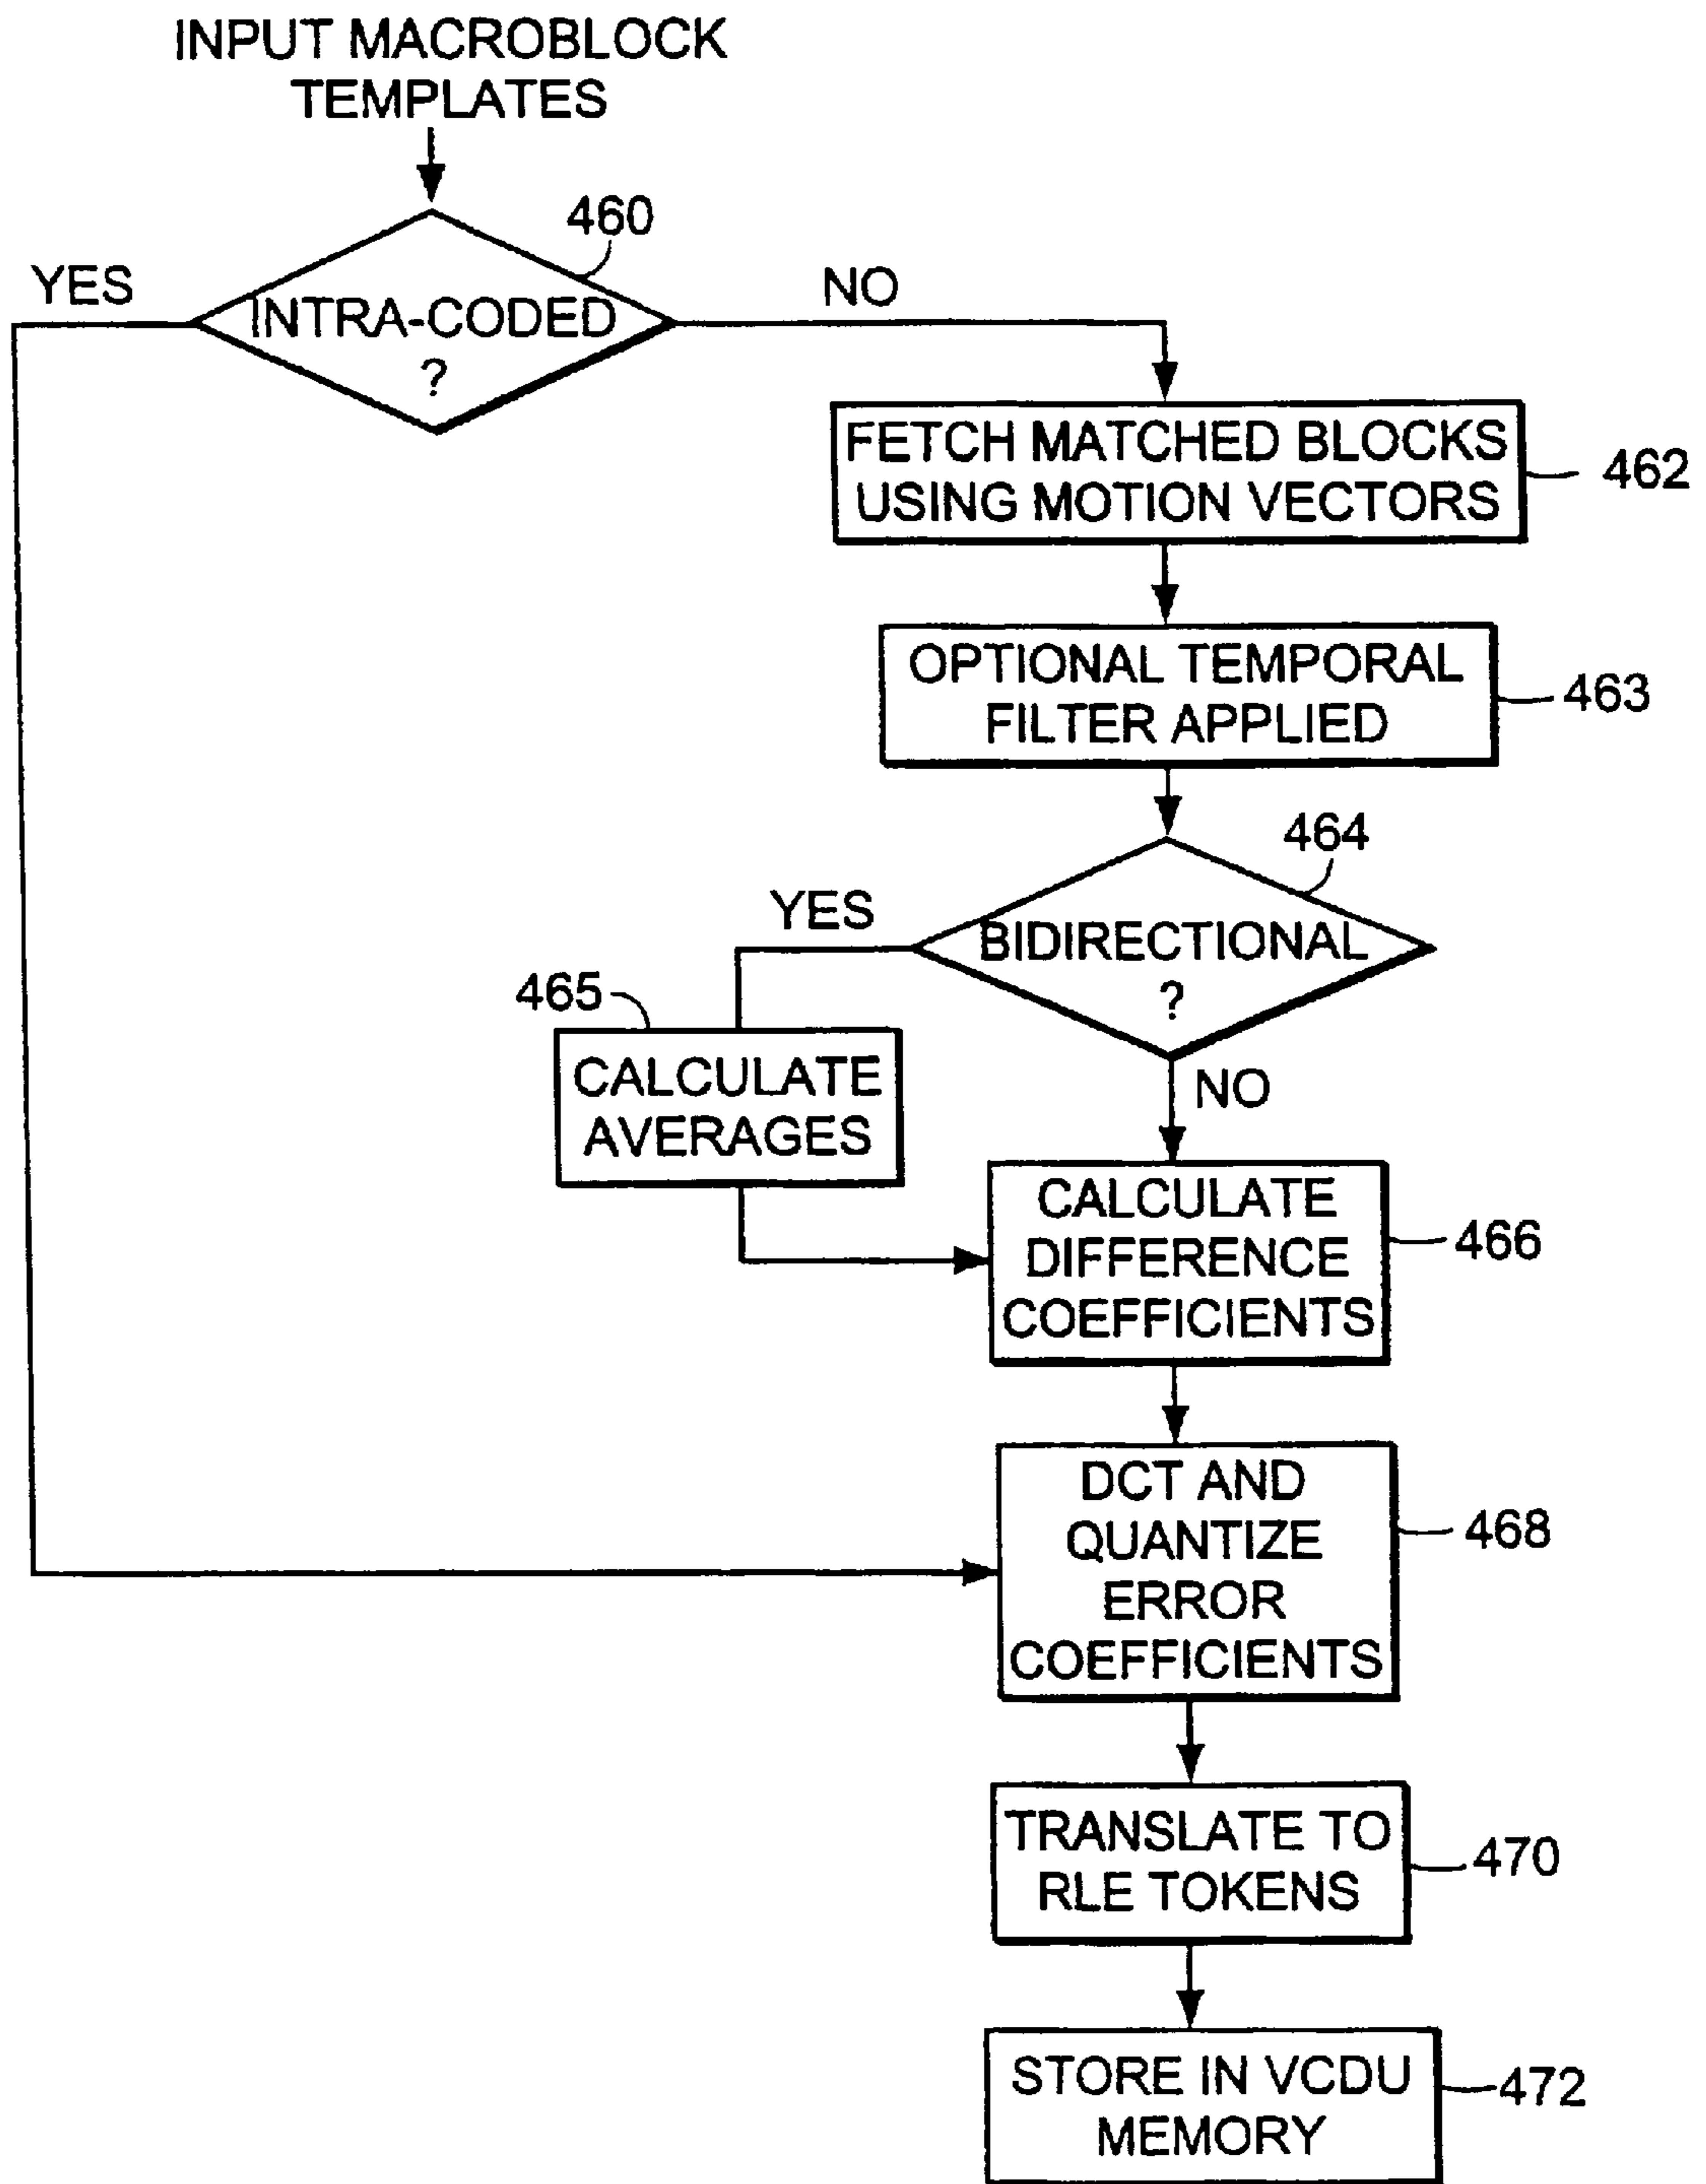 INPUT MACROBLOCK
TEMPLATES
460
YES
NO
INTRA-CODED
?
FETCH MATCHED BLOCKS
USING MOTION VECTORS
462
OPTIONAL TEMPORAL
FILTER APPLIED
463
464
YES
BIDIRECTIONAL
?
465
CALCULATE
AVERAGES
NO
CALCULATE
DIFFERENCE
COEFFICIENTS
466
DCT AND
QUANTIZE
ERROR
COEFFICIENTS
468
TRANSLATE TO
RLE TOKENS
470
STORE IN VCDU
MEMORY
472